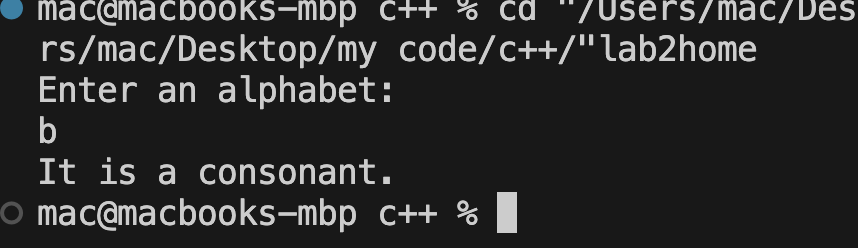 mac@macbooks-mbp c++ % cd "/Users/mac/Des
rs/mac/Desktop/my code/c++/"lab2home
Enter an alphabet:
b
It is a consonant.
mac@macbooks-mbp c++ %